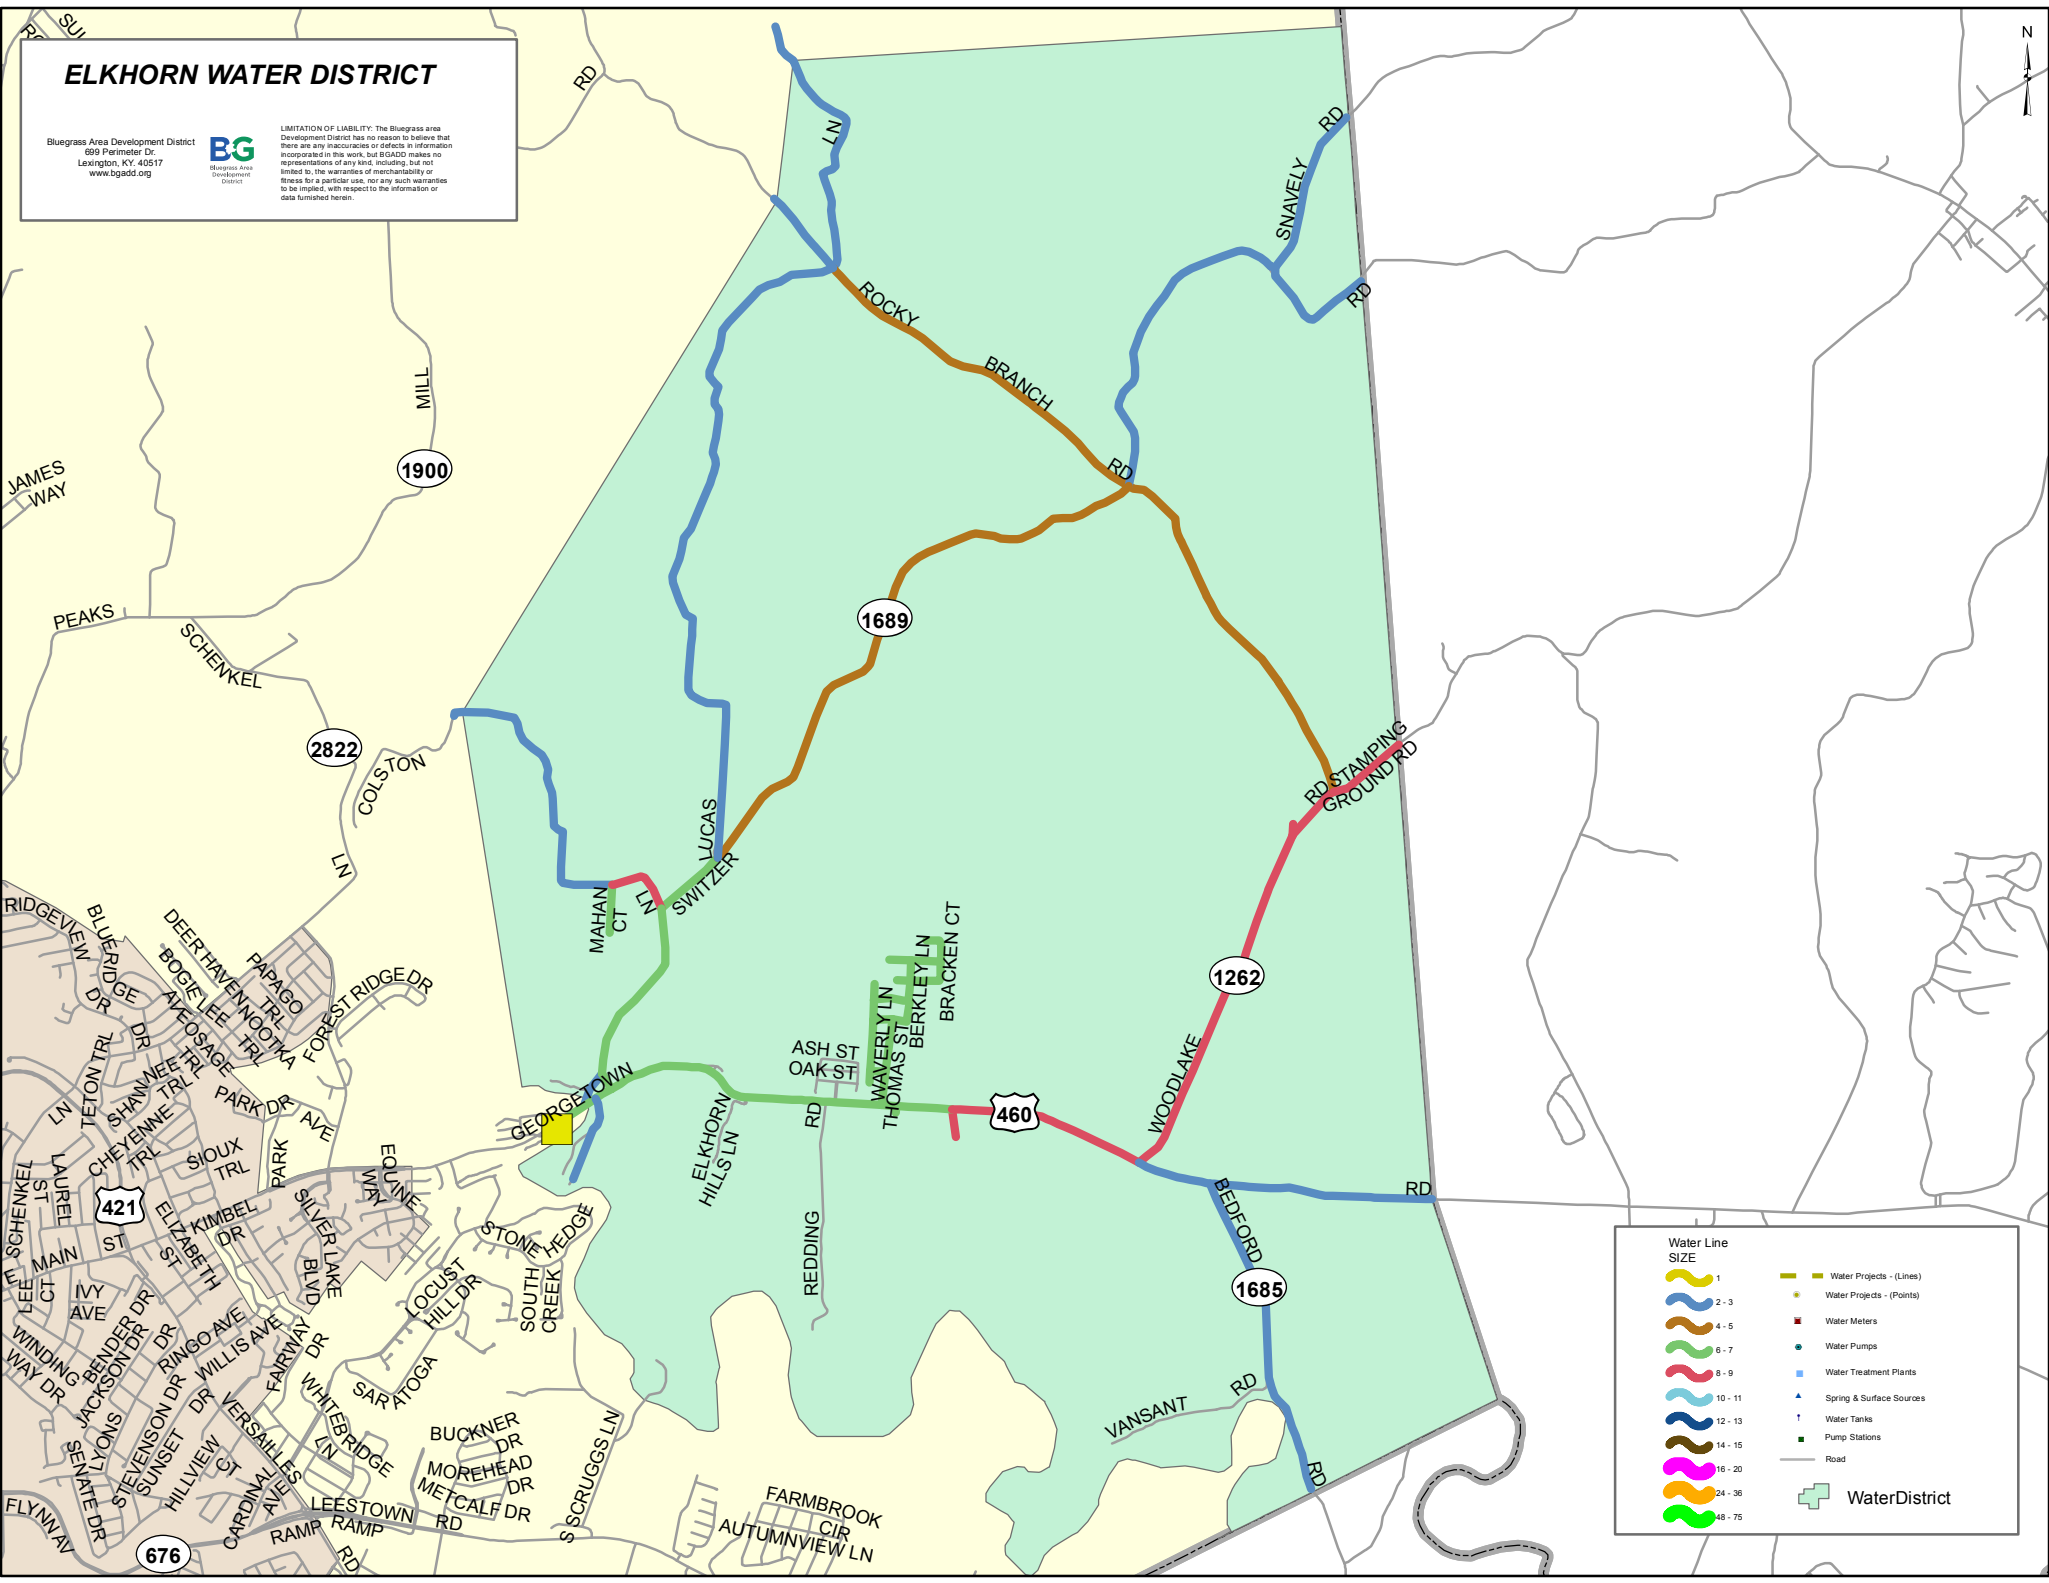 ELKHORN WATER DISTRICT
Bluegrass Area Development District
699 Perimeter Dr.
Lexington, KY. 40517
www.bgadd.org
BG
Bluegrass Area
Development
District
LIMITATION OF LIABILITY: The Bluegrass area
Development District has no reason to believe that
there are any inaccuracies or defects in information
incorporated in this work, but BGADD makes no
representations of any kind, including, but not
limited to, the warranties of merchantability or
fitness for a particlar use, nor any such warranties
to be implied, with respect to the information or
data furnished herein.
N
RD
LN
RD
SNAVELY
RD
ROCKY
BRANCH
RD
MILL
1900
JAMES
WAY
PEAKS
SCHENKEL
1689
2822
COLSTON
LN
STAMPING
GROUND RD
RD
LUCAS
SWITZER
LN
MAHAN
CT
1262
WOODLAKE
BRACKEN CT
BERKLEY LN
WAVERLY LN
THOMAS ST
ASH ST
OAK ST
RD
REDDING
ELKHORN
HILLS LN
GEORGETOWN
460
RD
BEDFORD
1685
VANSANT
RD
RD
RIDGEVIEW
DR
BLUERIDGE
DR
DEERHAVEN
BOGIE LEE
AVE
PAPAGO
TRL
NOOTKA
TRL
OSAGE
TRL
FOREST RIDGE DR
TETON TRL
SHAWNEE
TRL
CHEYENNE
TRL
PARK DR
PARK
AVE
SIOUX
TRL
LN
SCHENKEL
LAUREL
ST
421
EQUINE
WAY
KIMBEL
DR
ELIZABETH
ST
SILVER LAKE
BLVD
MAIN
ST
E
LEE
CT
IVY
AVE
STONE
HEDGE
SOUTH
CREEK
LOCUST
HILL DR
WINDING
WAY DR
BENDER DR
JACKSON DR
DR
RINGO AVE
WILLIS AVE
FAIRWAY
DR
SARATOGA
WHITEBRIDGE
LN
LYONS
STEVENSON DR
SUNSET
DR
HILLVIEW
CT
VERSAILLES
RD
SENATE DR
CARDINAL
AVE
FLYNN AV
676
BUCKNER
DR
MOREHEAD
DR
METCALF DR
LEESTOWN
RD
RAMP
RAMP
S SCRUGGS LN
FARMBROOK
CIR
AUTUMNVIEW LN
Water Line
SIZE
1
2 - 3
4 - 5
6 - 7
8 - 9
10 - 11
12 - 13
14 - 15
16 - 20
24 - 36
48 - 75
Water Projects - (Lines)
Water Projects - (Points)
Water Meters
Water Pumps
Water Treatment Plants
Spring & Surface Sources
Water Tanks
Pump Stations
Road
WaterDistrict